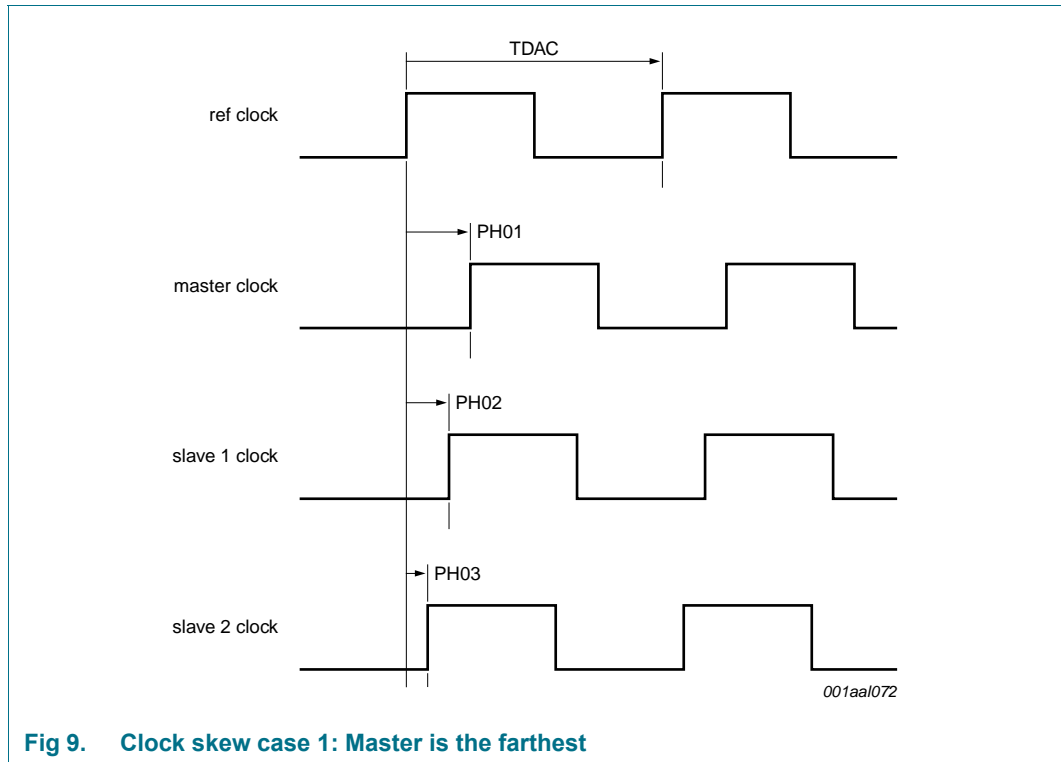 TDAC
ref clock
PH01
master clock
PH02
slave 1 clock
PH03
slave 2 clock
001aal072
Fig 9. Clock skew case 1: Master is the farthest